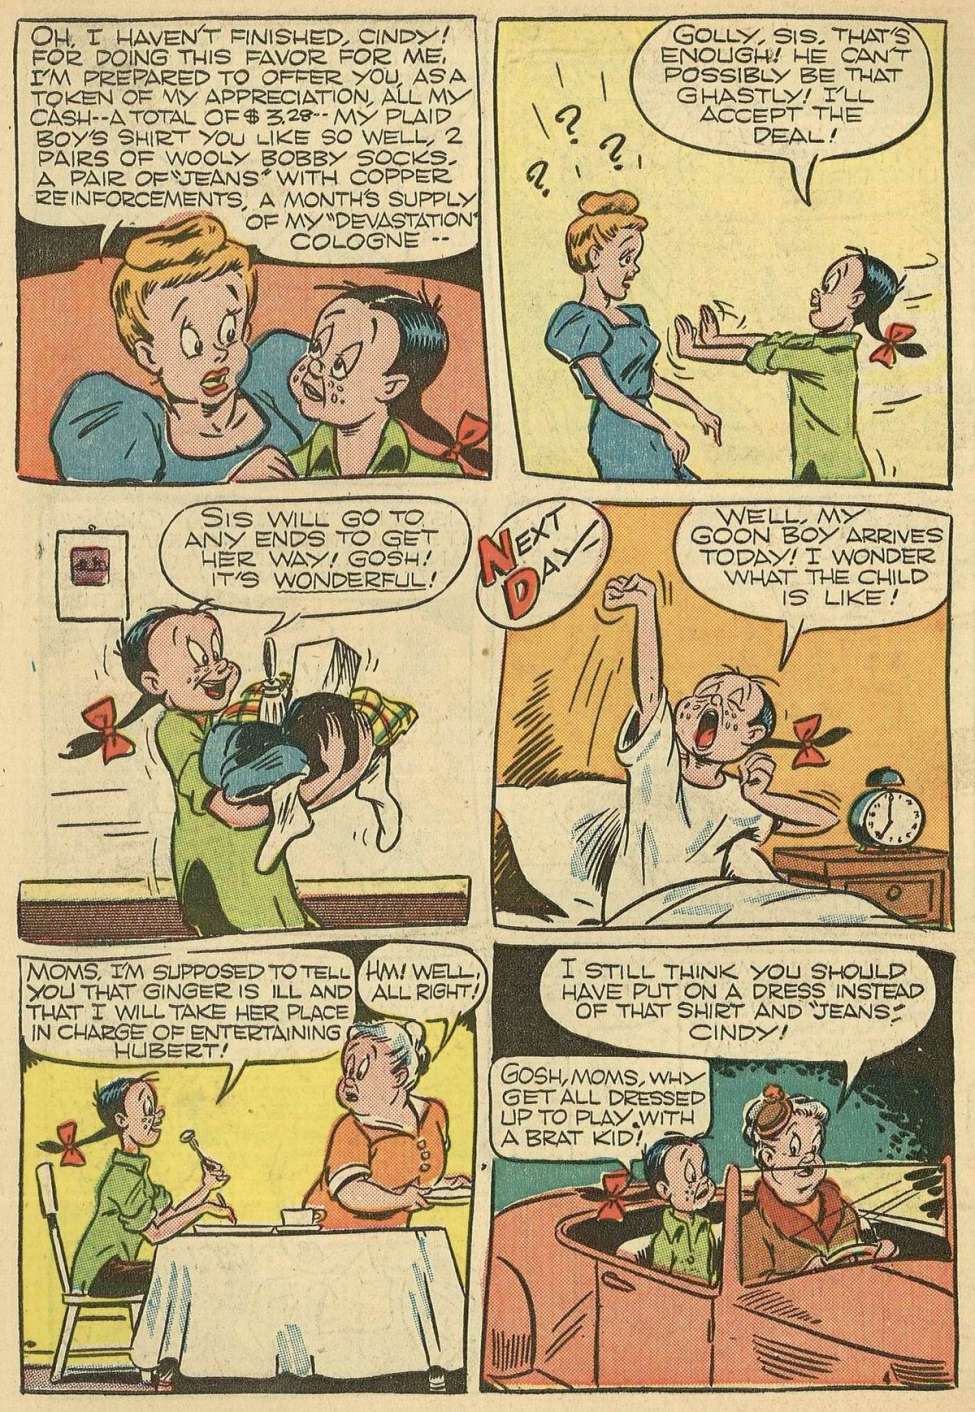 OH, I HAVEN'T FINISHED, CINDY!
FOR DOING THIS FAVOR FOR ME,
I'M PREPARED TO OFFER YOU, AS A
TOKEN OF MY APPRECIATION, ALL MY
CASH--A TOTAL OF $3.28-- MY PLAID
BOY'S SHIRT YOU LIKE SO WELL, 2
PAIRS OF WOOLY BOBBY SOCKS,
A PAIR OF "JEANS" WITH COPPER
REINFORCEMENTS, A MONTH'S SUPPLY
OF MY "DEVASTATION"
COLOGNE --
GOLLY, SIS, THAT'S
ENOUGH! HE CAN'T
POSSIBLY BE THAT
GHASTLY! I'LL
ACCEPT THE
DEAL!
? ? ? ?
SIS WILL GO TO
ANY ENDS TO GET
HER WAY! GOSH!
IT'S WONDERFUL!
NEXT
DAY
WELL, MY
GOON BOY ARRIVES
TODAY! I WONDER
WHAT THE CHILD
IS LIKE!
MOMS, I'M SUPPOSED TO TELL
YOU THAT GINGER IS ILL AND
THAT I WILL TAKE HER PLACE
IN CHARGE OF ENTERTAINING
HUBERT!
HM! WELL,
ALL RIGHT!
I STILL THINK YOU SHOULD
HAVE PUT ON A DRESS INSTEAD
OF THAT SHIRT AND "JEANS,"
CINDY!
GOSH, MOMS, WHY
GET ALL DRESSED
UP TO PLAY WITH
A BRAT KID!
4